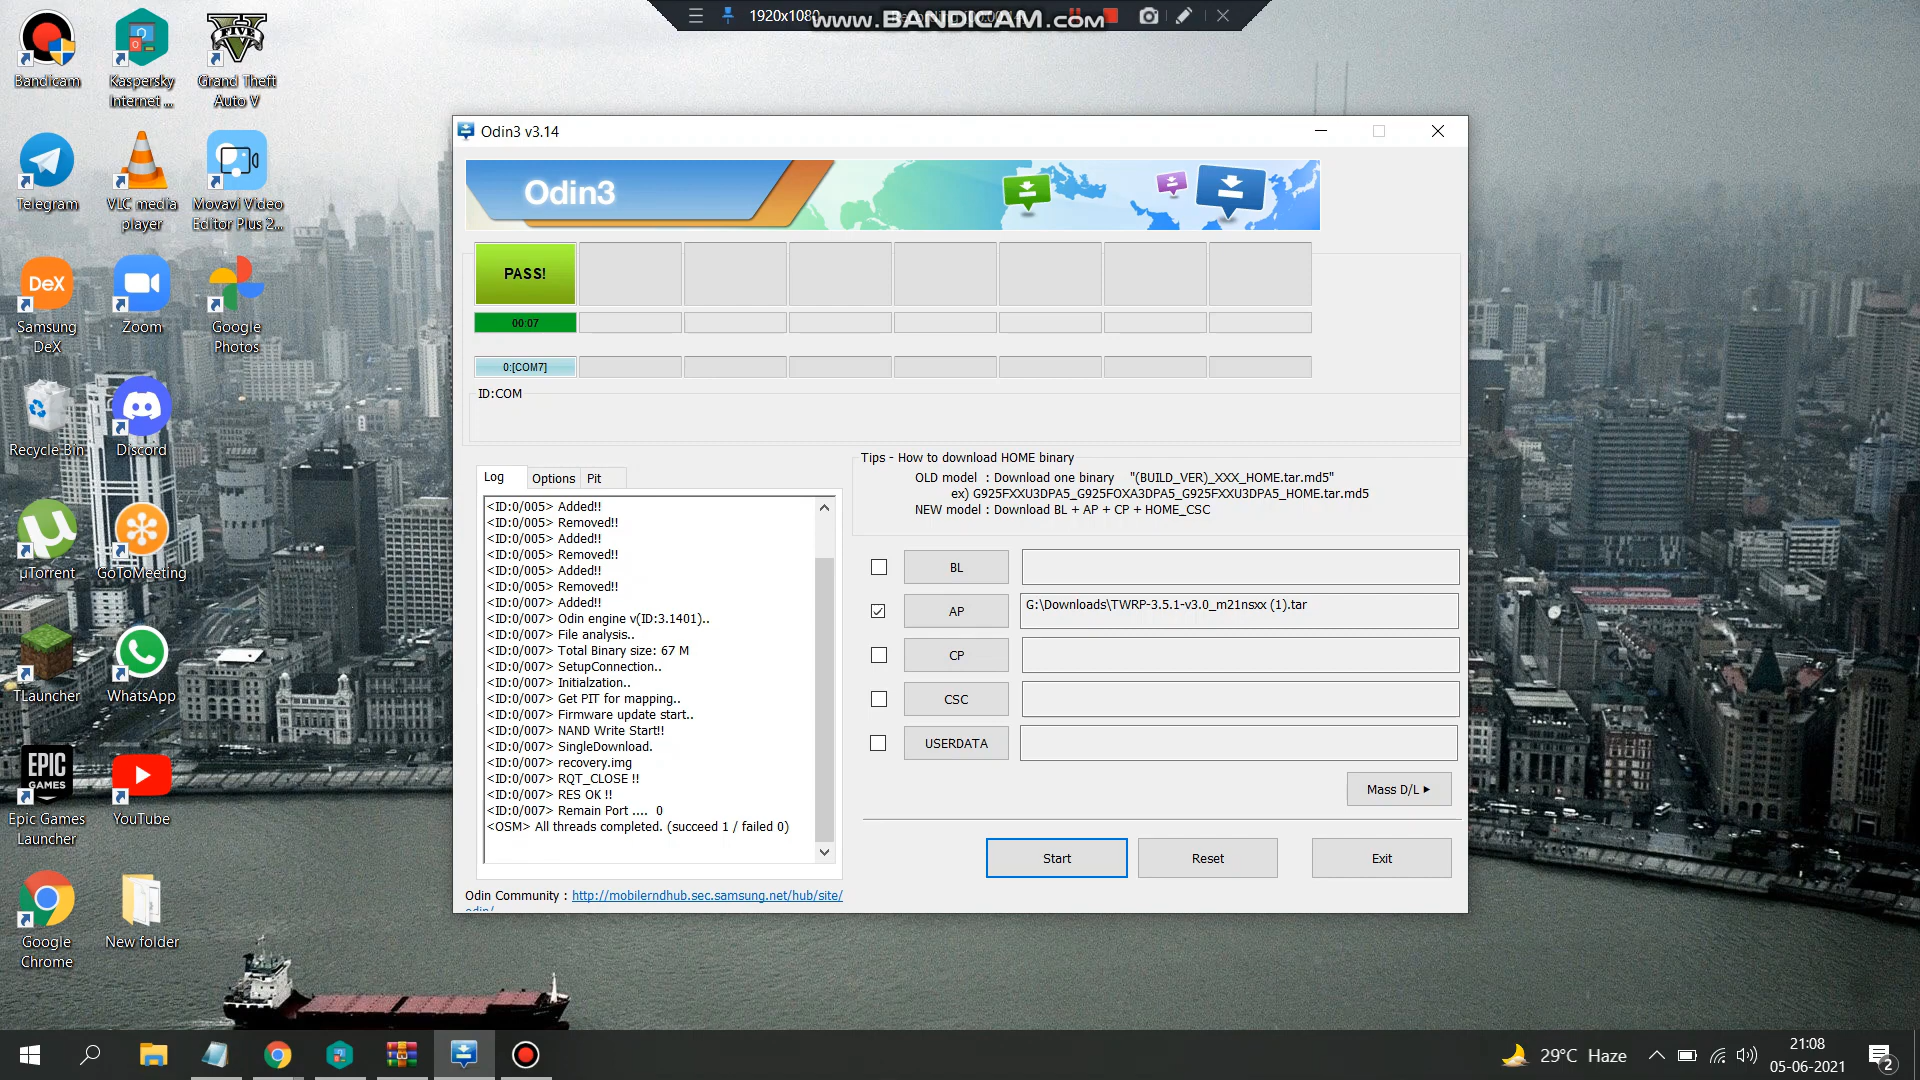 1920x1080
www.BANDICAM.com
Bandicam
Kaspersky
Internet ...
Grand Theft
Auto V
Telegram
VLC media
player
Movavi Video
Editor Plus 2...
Samsung
DeX
Zoom
Google
Photos
Recycle Bin
Discord
µTorrent
GoToMeeting
TLauncher
WhatsApp
Epic Games
Launcher
YouTube
Google
Chrome
New folder
FIVE
DeX
EPIC
GAMES
Odin3 v3.14
Odin3
PASS!
00:07
0:[COM7]
ID:COM
Log
Options
Pit
<ID:0/005> Added!!
<ID:0/005> Removed!!
<ID:0/005> Added!!
<ID:0/005> Removed!!
<ID:0/005> Added!!
<ID:0/005> Removed!!
<ID:0/007> Added!!
<ID:0/007> Odin engine v(ID:3.1401)..
<ID:0/007> File analysis..
<ID:0/007> Total Binary size: 67 M
<ID:0/007> SetupConnection..
<ID:0/007> Initialzation..
<ID:0/007> Get PIT for mapping..
<ID:0/007> Firmware update start..
<ID:0/007> NAND Write Start!!
<ID:0/007> SingleDownload.
<ID:0/007> recovery.img
<ID:0/007> RQT_CLOSE !!
<ID:0/007> RES OK !!
<ID:0/007> Remain Port .... 0
<OSM> All threads completed. (succeed 1 / failed 0)
Odin Community : http://mobilerndhub.sec.samsung.net/hub/site/
odin/
Tips - How to download HOME binary
OLD model : Download one binary "(BUILD_VER)_XXX_HOME.tar.md5"
ex) G925FXXU3DPA5_G925FOXA3DPA5_G925FXXU3DPA5_HOME.tar.md5
NEW model : Download BL + AP + CP + HOME_CSC
BL
AP
G:\Downloads\TWRP-3.5.1-v3.0_m21nsxx (1).tar
CP
CSC
USERDATA
Mass D/L
Start
Reset
Exit
29°C Haze
21:08
05-06-2021
2